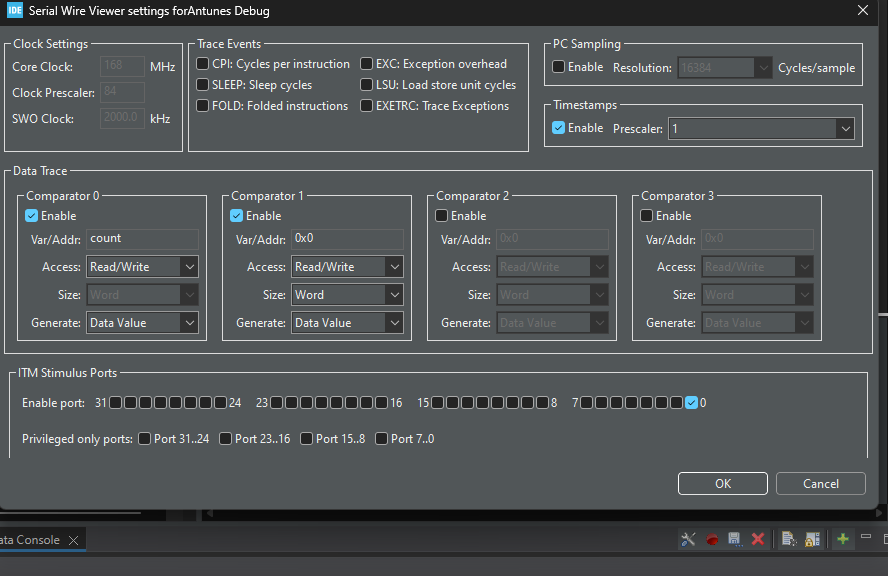 IDE Serial Wire Viewer settings forAntunes Debug
Clock Settings
Core Clock: 168 MHz
Clock Prescaler: 84
SWO Clock: 2000.0 kHz
Trace Events
CPI: Cycles per instruction EXC: Exception overhead
SLEEP: Sleep cycles LSU: Load store unit cycles
FOLD: Folded instructions EXETRC: Trace Exceptions
PC Sampling
Enable Resolution: 16384 Cycles/sample
Timestamps
Enable Prescaler: 1
Data Trace
Comparator 0
Enable
Var/Addr: count
Access: Read/Write
Size: Word
Generate: Data Value
Comparator 1
Enable
Var/Addr: 0x0
Access: Read/Write
Size: Word
Generate: Data Value
Comparator 2
Enable
Var/Addr: 0x0
Access: Read/Write
Size: Word
Generate: Data Value
Comparator 3
Enable
Var/Addr: 0x0
Access: Read/Write
Size: Word
Generate: Data Value
ITM Stimulus Ports
Enable port: 31 24 23 16 15 8 7 0
Privileged only ports: Port 31..24 Port 23..16 Port 15..8 Port 7..0
OK Cancel
ata Console